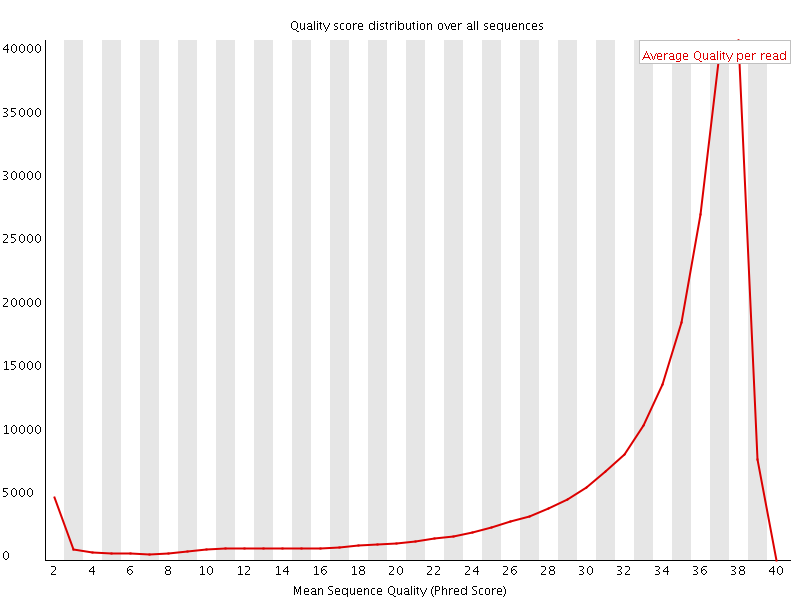 Quality score distribution over all sequences
Average Quality per read
40000
35000
30000
25000
20000
15000
10000
5000
0
2 4 6 8 10 12 14 16 18 20 22 24 26 28 30 32 34 36 38 40
Mean Sequence Quality (Phred Score)